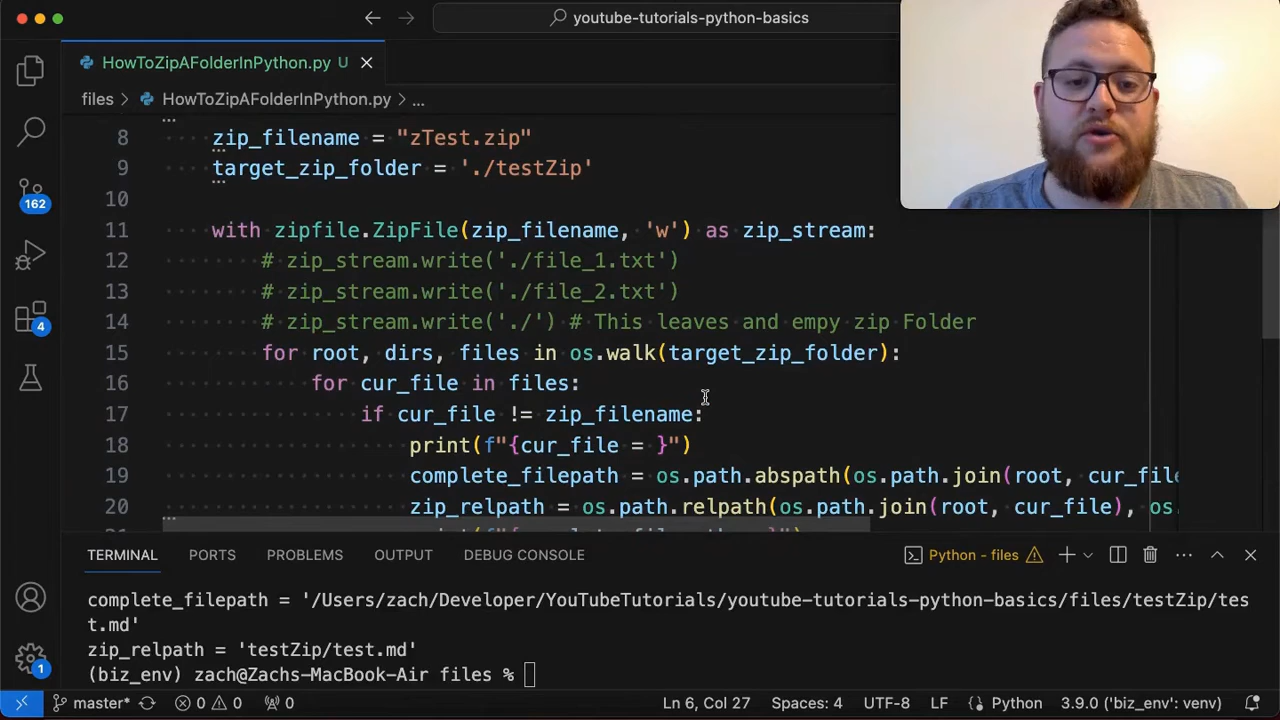 youtube-tutorials-python-basics
HowToZipAFolderInPython.py U
files > HowToZipAFolderInPython.py > ...
8 zip_filename = "zTest.zip"
9 target_zip_folder = './testZip'
10
11 with zipfile.ZipFile(zip_filename, 'w') as zip_stream:
12 # zip_stream.write('./file_1.txt')
13 # zip_stream.write('./file_2.txt')
14 # zip_stream.write('./') # This leaves and empy zip Folder
15 for root, dirs, files in os.walk(target_zip_folder):
16 for cur_file in files:
17 if cur_file != zip_filename:
18 print(f"{cur_file = }")
19 complete_filepath = os.path.abspath(os.path.join(root, cur_file
20 zip_relpath = os.path.relpath(os.path.join(root, cur_file), os.
162
4
1
TERMINAL PORTS PROBLEMS OUTPUT DEBUG CONSOLE Python - files
complete_filepath = '/Users/zach/Developer/YouTubeTutorials/youtube-tutorials-python-basics/files/testZip/tes
t.md'
zip_relpath = 'testZip/test.md'
(biz_env) zach@Zachs-MacBook-Air files %
master* 0 0 0 Ln 6, Col 27 Spaces: 4 UTF-8 LF Python 3.9.0 ('biz_env': venv)